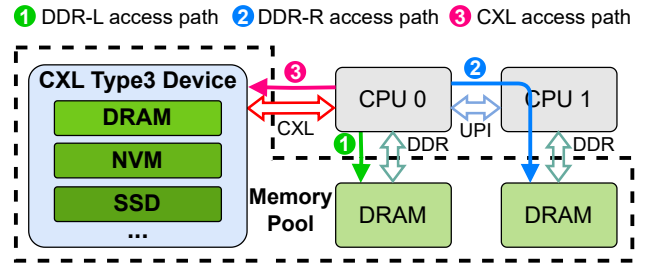 1 DDR-L access path 2 DDR-R access path 3 CXL access path
CXL Type3 Device
DRAM
NVM
SSD
...
3
CXL
CPU 0
2
UPI
CPU 1
1
DDR
DDR
Memory
Pool
DRAM
DRAM